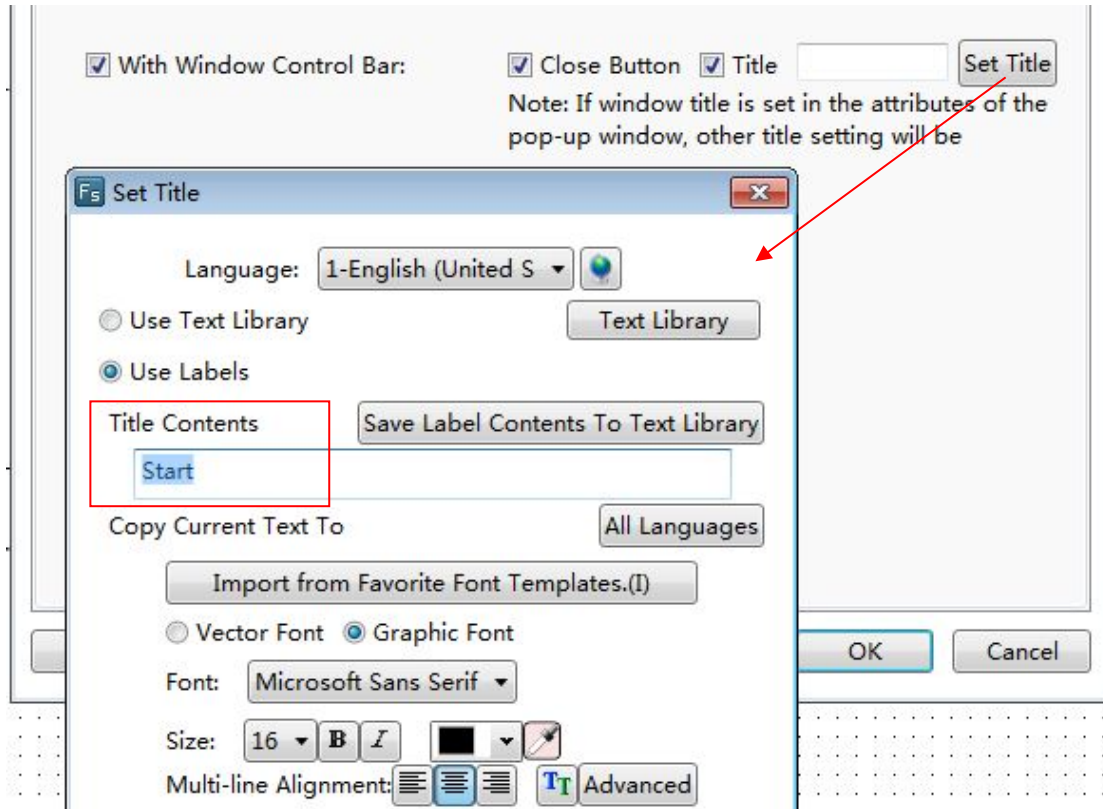 With Window Control Bar: Close Button Title Set Title
Note: If window title is set in the attributes of the
pop-up window, other title setting will be
Fs Set Title
Language: 1-English (United S
Use Text Library Text Library
Use Labels
Title Contents Save Label Contents To Text Library
Start
Copy Current Text To All Languages
Import from Favorite Font Templates.(I)
Vector Font Graphic Font
OK Cancel
Font: Microsoft Sans Serif
Size: 16 B I
Multi-line Alignment: TT Advanced